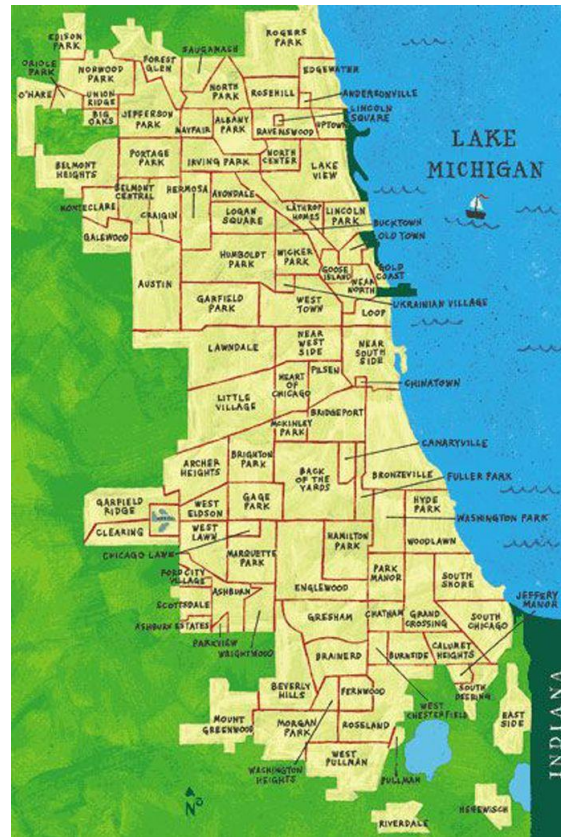 ROGERS
PARK
EDISON
PARK
SAUGANASH
FOREST
GLEN
ORIOLE
PARK
NORWOOD
PARK
EDGEWATER
O'HARE
UNION
RIDGE
NORTH
PARK
ROSEHILL
ANDERSONVILLE
BIG
OAKS
JEFFERSON
PARK
MAYFAIR
ALBANY
PARK
RAVENSWOOD
UPTOWN
LINCOLN
SQUARE
LAKE
MICHIGAN
PORTAGE
PARK
IRVING PARK
NORTH
CENTER
LAKE
VIEW
BELMONT
HEIGHTS
BELMONT
CENTRAL
HERMOSA
AVONDALE
MONTECLARE
CRAIGIN
LOGAN
SQUARE
LATHROP
HOMES
LINCOLN
PARK
BUCKTOWN
OLD TOWN
GALEWOOD
HUMBOLDT
PARK
WICKER
PARK
GOOSE
ISLAND
GOLD
COAST
NEAR
NORTH
AUSTIN
GARFIELD
PARK
WEST
TOWN
UKRAINIAN VILLAGE
LOOP
LAWNDALE
NEAR
WEST
SIDE
NEAR
SOUTH
SIDE
PILSEN
HEART
OF
CHICAGO
CHINATOWN
LITTLE
VILLAGE
BRIDGEPORT
MCKINLEY
PARK
CANARYVILLE
BRIGHTON
PARK
ARCHER
HEIGHTS
BACK
OF THE
YARDS
BRONZEVILLE
FULLER PARK
GARFIELD
RIDGE
WEST
ELDSON
GAGE
PARK
HYDE
PARK
WASHINGTON PARK
CLEARING
WEST
LAWN
HAMILTON
PARK
WOODLAWN
CHICAGO LAWN
MARQUETTE
PARK
PARK
MANOR
SOUTH
SHORE
FORD CITY
VILLAGE
ASHBURN
ENGLEWOOD
JEFFERY
MANOR
SCOTTSDALE
GRESHAM
CHATHAM
GRAND
CROSSING
SOUTH
CHICAGO
ASHBURN ESTATES
PARKVIEW
WRIGHTWOOD
BRAINERD
BURNSIDE
CALUMET
HEIGHTS
BEVERLY
HILLS
FERNWOOD
WEST
CHESTERFIELD
SOUTH
DEERING
EAST
SIDE
INDIANA
MOUNT
GREENWOOD
MORGAN
PARK
ROSELAND
WEST
PULLMAN
WASHINGTON
HEIGHTS
PULLMAN
N
HEGEWISCH
RIVERDALE